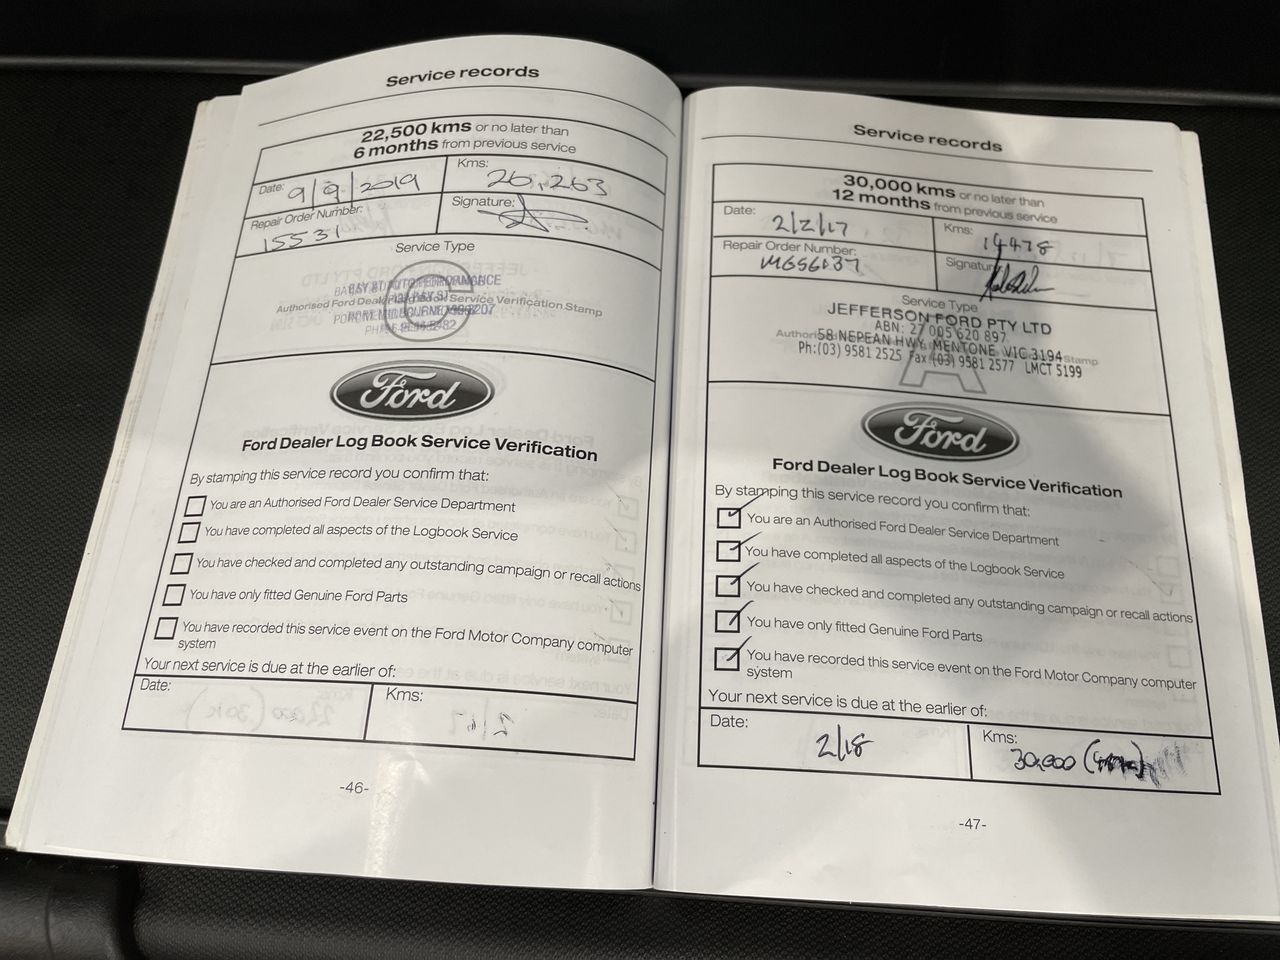 Service records
22,500 kms or no later than
6 months from previous service
Date: 9/9/2019
Kms: 26,263
Repair Order Number: 15531
Signature:
Service Type
BAY ST AUTO PERFORMANCE
Authorised Ford Dealer Log Book Service Verification Stamp
Ford
Ford Dealer Log Book Service Verification
By stamping this service record you confirm that:
You are an Authorised Ford Dealer Service Department
You have completed all aspects of the Logbook Service
You have checked and completed any outstanding campaign or recall actions
You have only fitted Genuine Ford Parts
You have recorded this service event on the Ford Motor Company computer
system
Your next service is due at the earlier of:
Date:
Kms:
-46-
Service records
30,000 kms or no later than
12 months from previous service
Date: 2/2/17
Kms: 14478
Repair Order Number:
Signature:
Service Type
JEFFERSON FORD PTY LTD
ABN: 27 005 620 897
58 NEPEAN HWY, MENTONE VIC 3194
Stamp
Ph:(03) 9581 2525 Fax (03) 9581 2577 LMCT 5199
A
Ford
Ford Dealer Log Book Service Verification
By stamping this service record you confirm that:
You are an Authorised Ford Dealer Service Department
You have completed all aspects of the Logbook Service
You have checked and completed any outstanding campaign or recall actions
You have only fitted Genuine Ford Parts
You have recorded this service event on the Ford Motor Company computer
system
Your next service is due at the earlier of:
Date: 2/18
Kms: 30,000
-47-